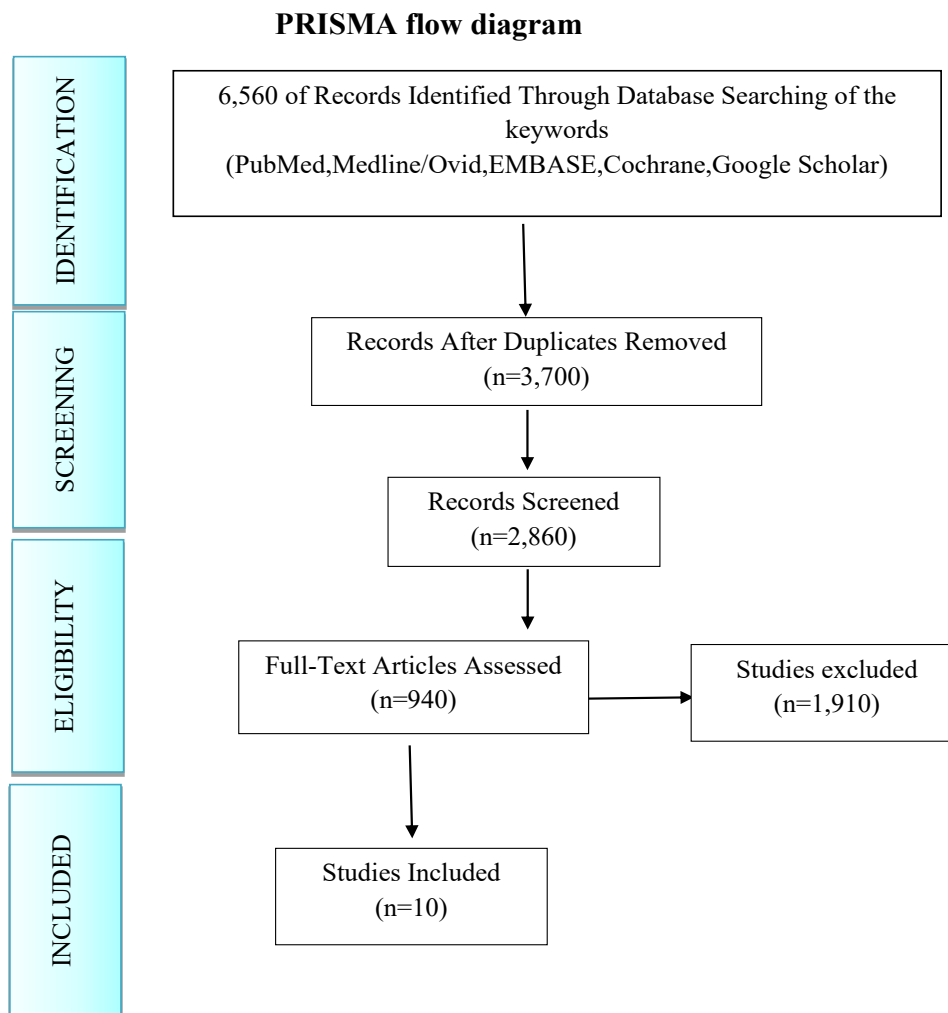 PRISMA flow diagram
IDENTIFICATION
6,560 of Records Identified Through Database Searching of the
keywords
(PubMed,Medline/Ovid,EMBASE,Cochrane,Google Scholar)
SCREENING
Records After Duplicates Removed
(n=3,700)
Records Screened
(n=2,860)
ELIGIBILITY
Full-Text Articles Assessed
(n=940)
Studies excluded
(n=1,910)
INCLUDED
Studies Included
(n=10)